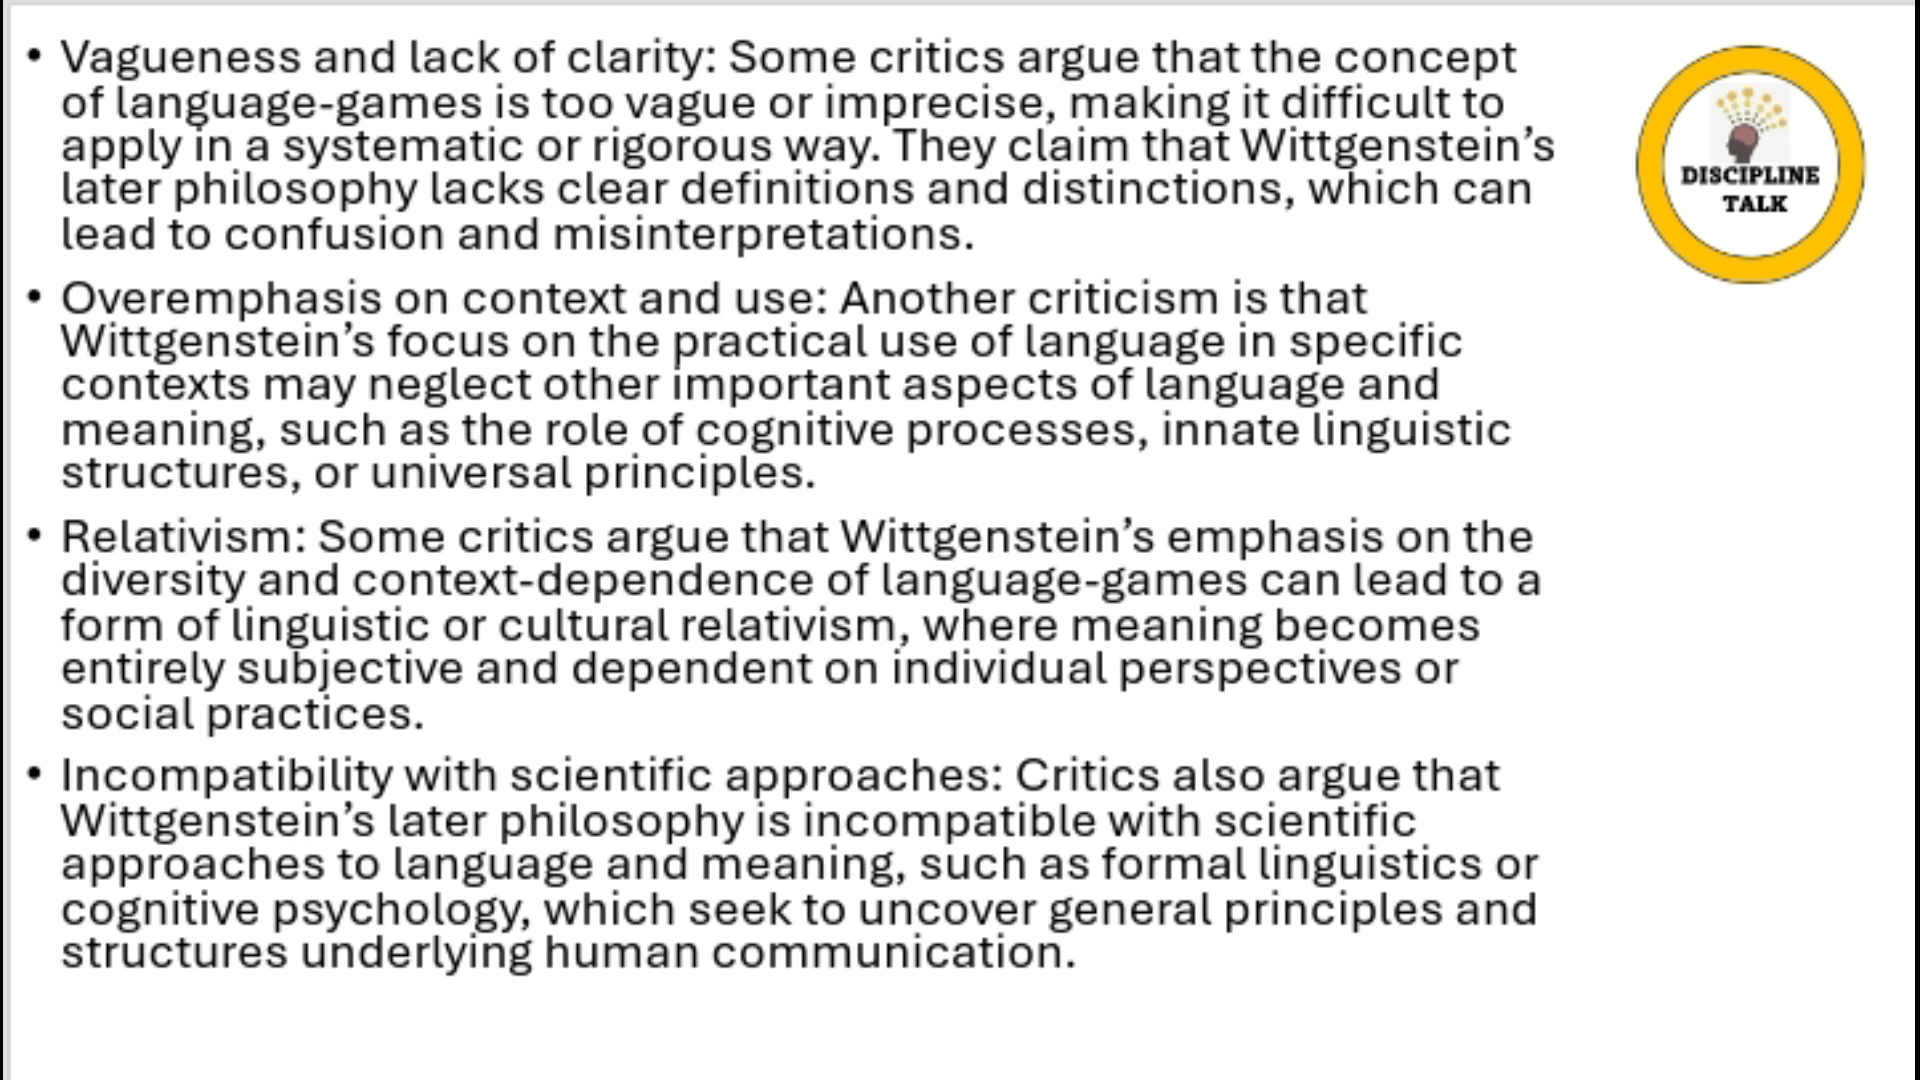 • Vagueness and lack of clarity: Some critics argue that the concept
of language-games is too vague or imprecise, making it difficult to
apply in a systematic or rigorous way. They claim that Wittgenstein’s
later philosophy lacks clear definitions and distinctions, which can
lead to confusion and misinterpretations.
• Overemphasis on context and use: Another criticism is that
Wittgenstein’s focus on the practical use of language in specific
contexts may neglect other important aspects of language and
meaning, such as the role of cognitive processes, innate linguistic
structures, or universal principles.
• Relativism: Some critics argue that Wittgenstein’s emphasis on the
diversity and context-dependence of language-games can lead to a
form of linguistic or cultural relativism, where meaning becomes
entirely subjective and dependent on individual perspectives or
social practices.
• Incompatibility with scientific approaches: Critics also argue that
Wittgenstein’s later philosophy is incompatible with scientific
approaches to language and meaning, such as formal linguistics or
cognitive psychology, which seek to uncover general principles and
structures underlying human communication.
DISCIPLINE
TALK